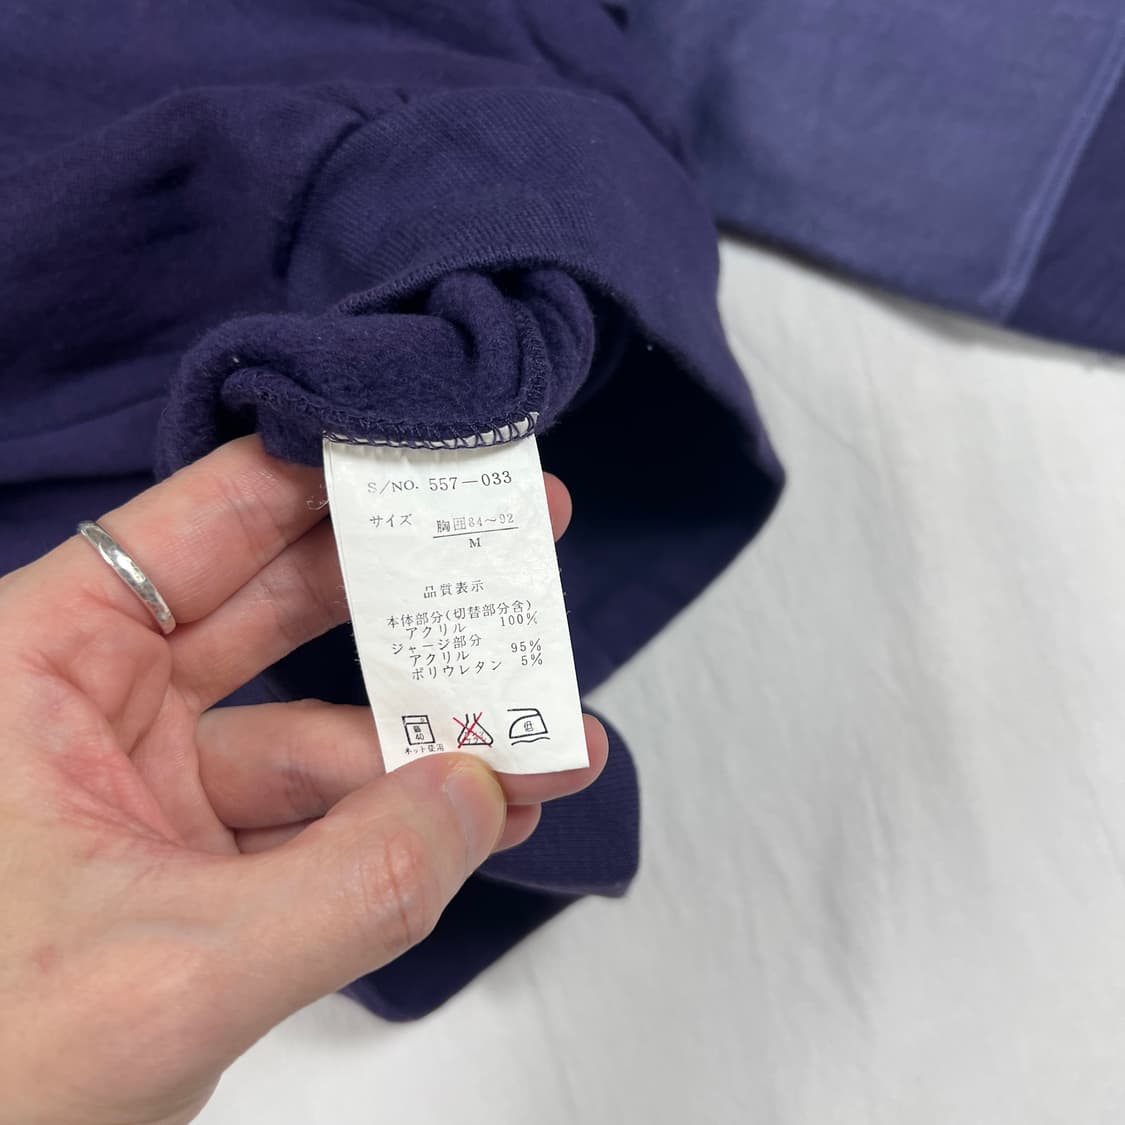 S/NO. 557-033
サイズ 胸囲84~92
M
品質表示
本体部分(切替部分含)
アクリル 100%
ジャージ部分
アクリル 95%
ポリウレタン 5%
40
低
ネット使用